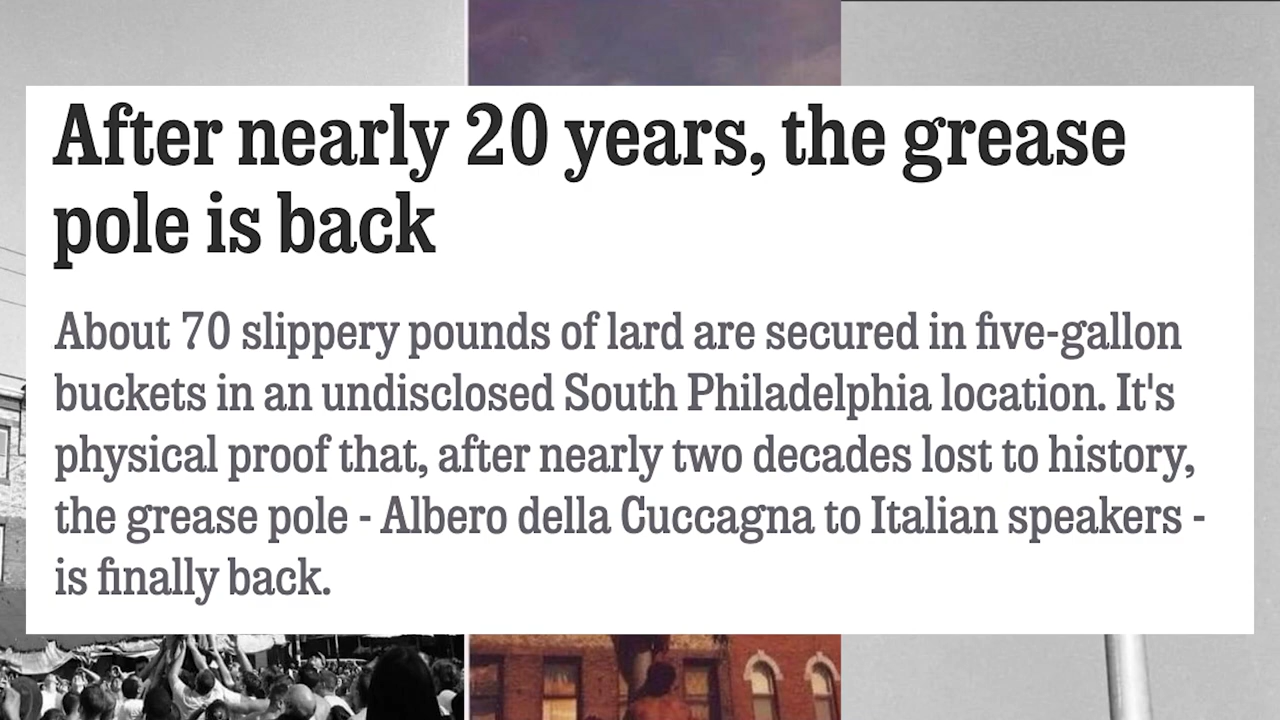 After nearly 20 years, the grease
pole is back
About 70 slippery pounds of lard are secured in five-gallon
buckets in an undisclosed South Philadelphia location. It's
physical proof that, after nearly two decades lost to history,
the grease pole - Albero della Cuccagna to Italian speakers -
is finally back.